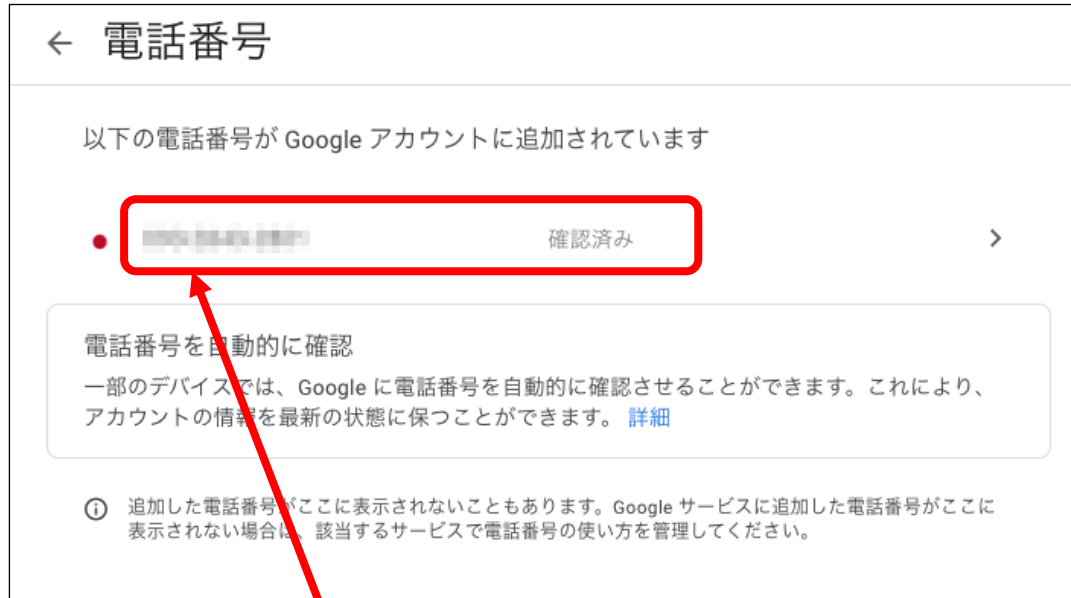 電話番号
以下の電話番号が Google アカウントに追加されています
確認済み
電話番号を自動的に確認
一部のデバイスでは、Google に電話番号を自動的に確認させることができます。これにより、
アカウントの情報を最新の状態に保つことができます。 詳細
追加した電話番号がここに表示されないこともあります。Google サービスに追加した電話番号がここに
表示されない場合は、該当するサービスで電話番号の使い方を管理してください。